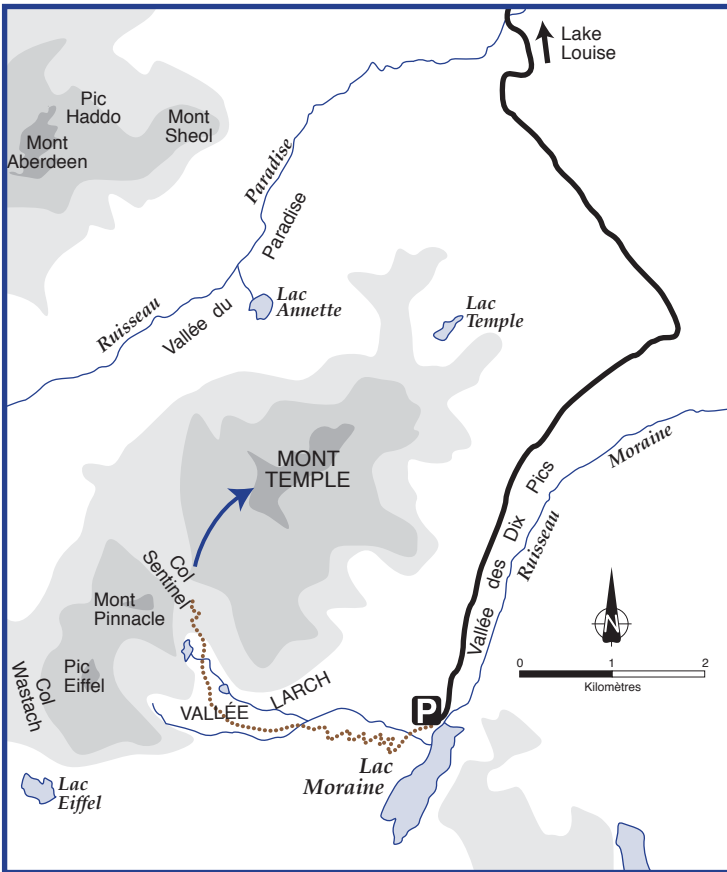 Lake
Louise
Pic
Haddo
Mont
Sheol
Mont
Aberdeen
Paradise
Ruisseau
Vallée du Paradise
Lac
Annette
Lac
Temple
MONT
TEMPLE
Moraine
Ruisseau
Vallée des Dix Pics
Col
Sentinel
Mont
Pinnacle
Pic
Eiffel
Col
Wastach
VALLÉE LARCH
N
0 1 2
Kilomètres
P
Lac
Moraine
Lac
Eiffel